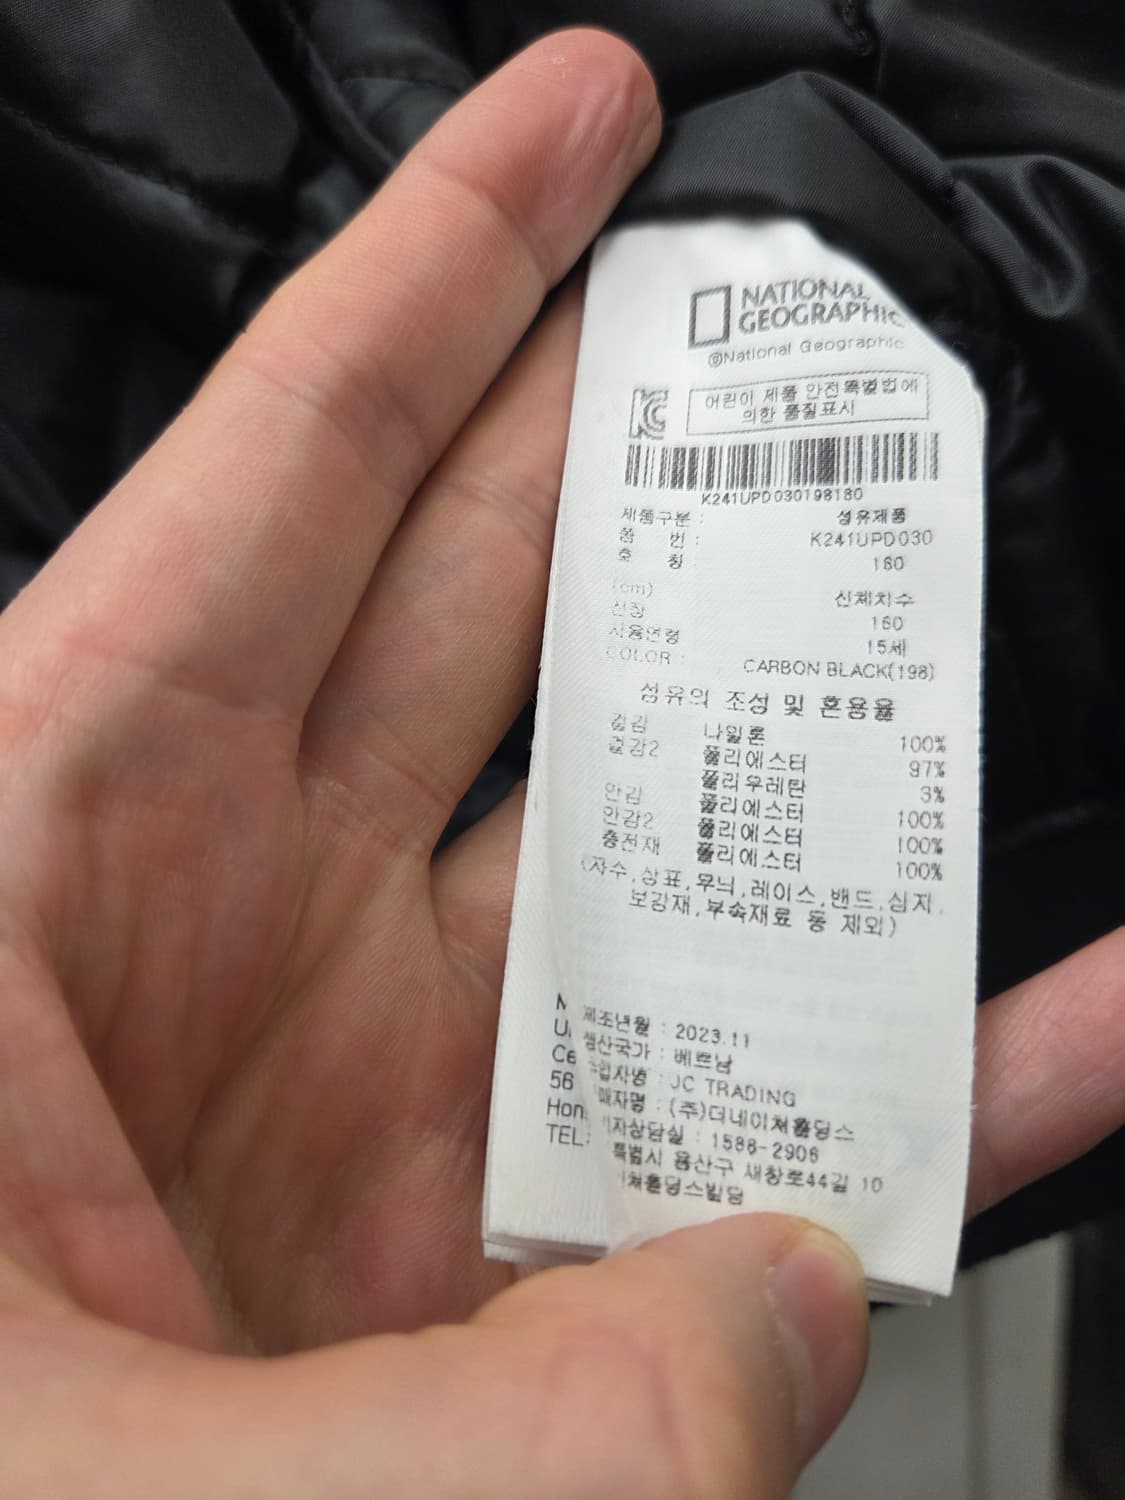 NATIONAL
GEOGRAPHIC
@National Geographic
어린이 제품 안전특별법에
의한 품질표시
K241UPD030198180
제품구분 : 섬유제품
품 번 : K241UPD030
호 칭 160
(cm) 신체치수
신장 160
사용연령 15세
COLOR : CARBON BLACK(198)
섬유의 조성 및 혼용율
겉감 나일론 100%
겉감2 폴리에스터 97%
폴리우레탄 3%
안감 폴리에스터 100%
안감2 폴리에스터 100%
충전재 폴리에스터 100%
(자수,상표,무늬,레이스,밴드,심지,
보강재,부속재료 등 제외)
제조년월 : 2023.11
생산국가 : 베트남
수입자명 : JC TRADING
매자명 : (주)더네이쳐홀딩스
자상담실 : 1588-2906
특별시 용산구 새창로44길 10
이쳐홀딩스빌딩
56
Hon
TEL: